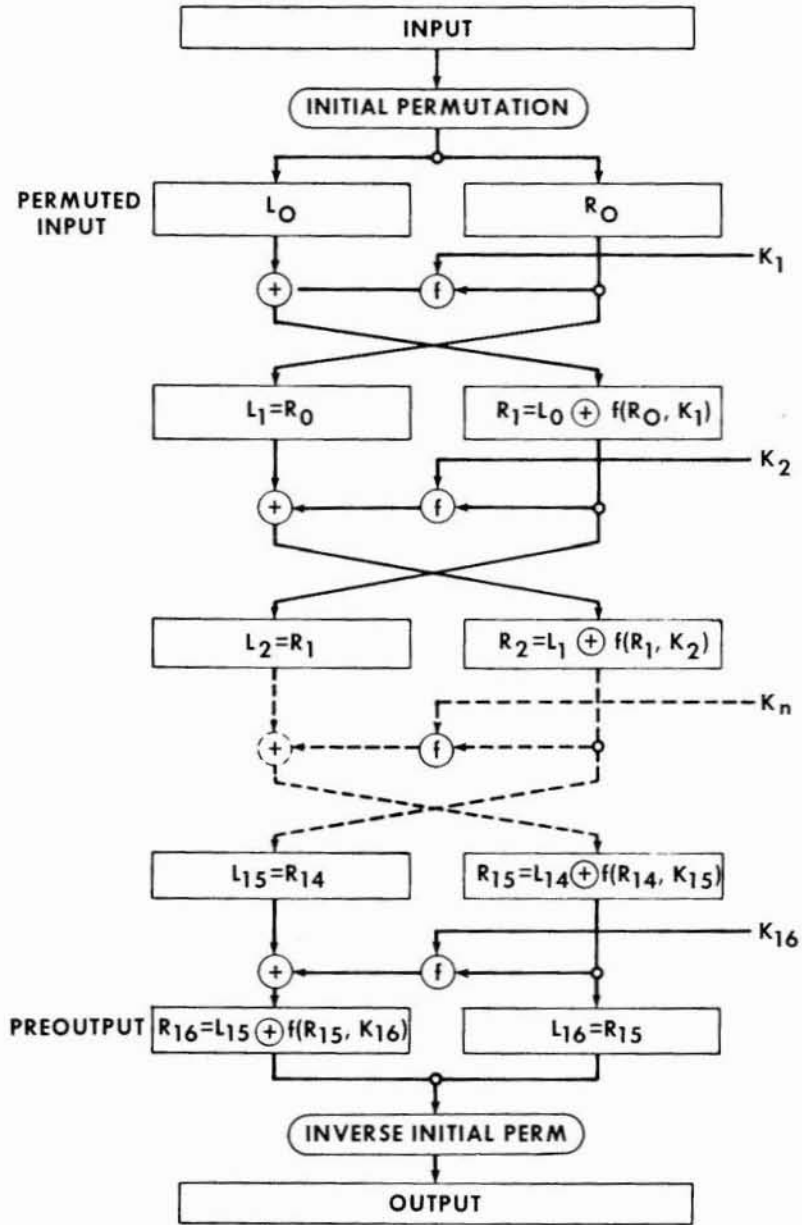 INPUT
INITIAL PERMUTATION
PERMUTED
INPUT
L₀
R₀
K₁
+
f
L₁=R₀
R₁=L₀ ⊕ f(R₀, K₁)
K₂
+
f
L₂=R₁
R₂=L₁ ⊕ f(R₁, K₂)
Kₙ
+
f
L₁₅=R₁₄
R₁₅=L₁₄⊕f(R₁₄, K₁₅)
K₁₆
+
f
PREOUTPUT
R₁₆=L₁₅⊕f(R₁₅, K₁₆)
L₁₆=R₁₅
INVERSE INITIAL PERM
OUTPUT